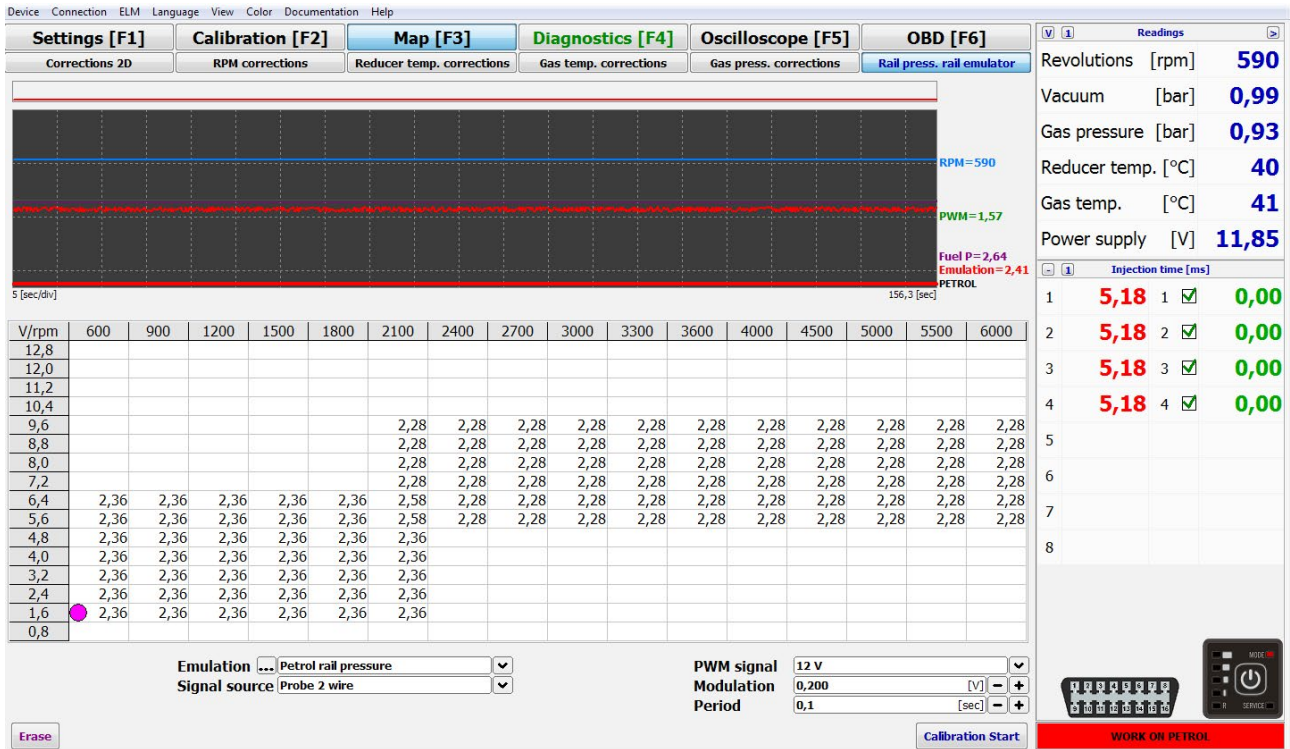 Device Connection ELM Language View Color Documentation Help
Settings [F1] Calibration [F2] Map [F3] Diagnostics [F4] Oscilloscope [F5] OBD [F6]
Corrections 2D RPM corrections Reducer temp. corrections Gas temp. corrections Gas press. corrections Rail press. rail emulator
RPM=590
PWM=1,57
Fuel P=2,64
Emulation=2,41
PETROL
5 [sec/div] 156,3 [sec]
V/rpm 600 900 1200 1500 1800 2100 2400 2700 3000 3300 3600 4000 4500 5000 5500 6000
12,8
12,0
11,2
10,4
9,6 2,28 2,28 2,28 2,28 2,28 2,28 2,28 2,28 2,28 2,28 2,28
8,8 2,28 2,28 2,28 2,28 2,28 2,28 2,28 2,28 2,28 2,28 2,28
8,0 2,28 2,28 2,28 2,28 2,28 2,28 2,28 2,28 2,28 2,28 2,28
7,2 2,28 2,28 2,28 2,28 2,28 2,28 2,28 2,28 2,28 2,28 2,28
6,4 2,36 2,36 2,36 2,36 2,36 2,58 2,28 2,28 2,28 2,28 2,28 2,28 2,28 2,28 2,28 2,28
5,6 2,36 2,36 2,36 2,36 2,36 2,58 2,28 2,28 2,28 2,28 2,28 2,28 2,28 2,28 2,28 2,28
4,8 2,36 2,36 2,36 2,36 2,36 2,36
4,0 2,36 2,36 2,36 2,36 2,36 2,36
3,2 2,36 2,36 2,36 2,36 2,36 2,36
2,4 2,36 2,36 2,36 2,36 2,36 2,36
1,6 2,36 2,36 2,36 2,36 2,36 2,36
0,8
Emulation ... Petrol rail pressure
Signal source Probe 2 wire
PWM signal 12 V
Modulation 0,200 [V] - +
Period 0,1 [sec] - +
Erase
Calibration Start
V 1 Readings >
Revolutions [rpm] 590
Vacuum [bar] 0,99
Gas pressure [bar] 0,93
Reducer temp. [°C] 40
Gas temp. [°C] 41
Power supply [V] 11,85
- 1 Injection time [ms]
1 5,18 1 0,00
2 5,18 2 0,00
3 5,18 3 0,00
4 5,18 4 0,00
5
6
7
8
1 2 3 4 5 6 7 8
9 10 11 12 13 14 15 16
MODE
R SERVICE
WORK ON PETROL